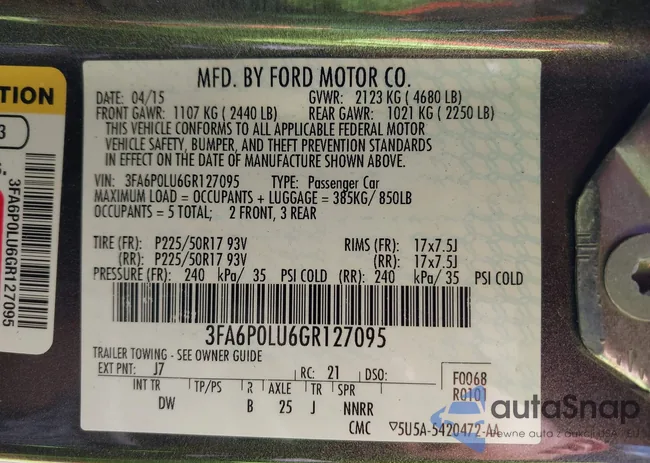 MFD. BY FORD MOTOR CO.
DATE: 04/15 GVWR: 2123 KG (4680 LB)
FRONT GAWR: 1107 KG (2440 LB) REAR GAWR: 1021 KG (2250 LB)
THIS VEHICLE CONFORMS TO ALL APPLICABLE FEDERAL MOTOR
VEHICLE SAFETY, BUMPER, AND THEFT PREVENTION STANDARDS
IN EFFECT ON THE DATE OF MANUFACTURE SHOWN ABOVE.
VIN: 3FA6P0LU6GR127095 TYPE: Passenger Car
MAXIMUM LOAD = OCCUPANTS + LUGGAGE = 385KG/ 850LB
OCCUPANTS = 5 TOTAL; 2 FRONT, 3 REAR
TIRE (FR): P225/50R17 93V RIMS (FR): 17x7.5J
(RR): P225/50R17 93V (RR): 17x7.5J
PRESSURE (FR): 240 kPa/ 35 PSI COLD (RR): 240 kPa/ 35 PSI COLD
3FA6P0LU6GR127095
TRAILER TOWING - SEE OWNER GUIDE
EXT PNT: J7 RC: 21 DSO: F0068
INT TR TP/PS R AXLE TR SPR R0101
DW B 25 J NNRR
CMC ▽5U5A-5420472-AA
TION
3
S.
3FA6P0LU6GR127095
autaSnap
Pewne auto z aukcji USA